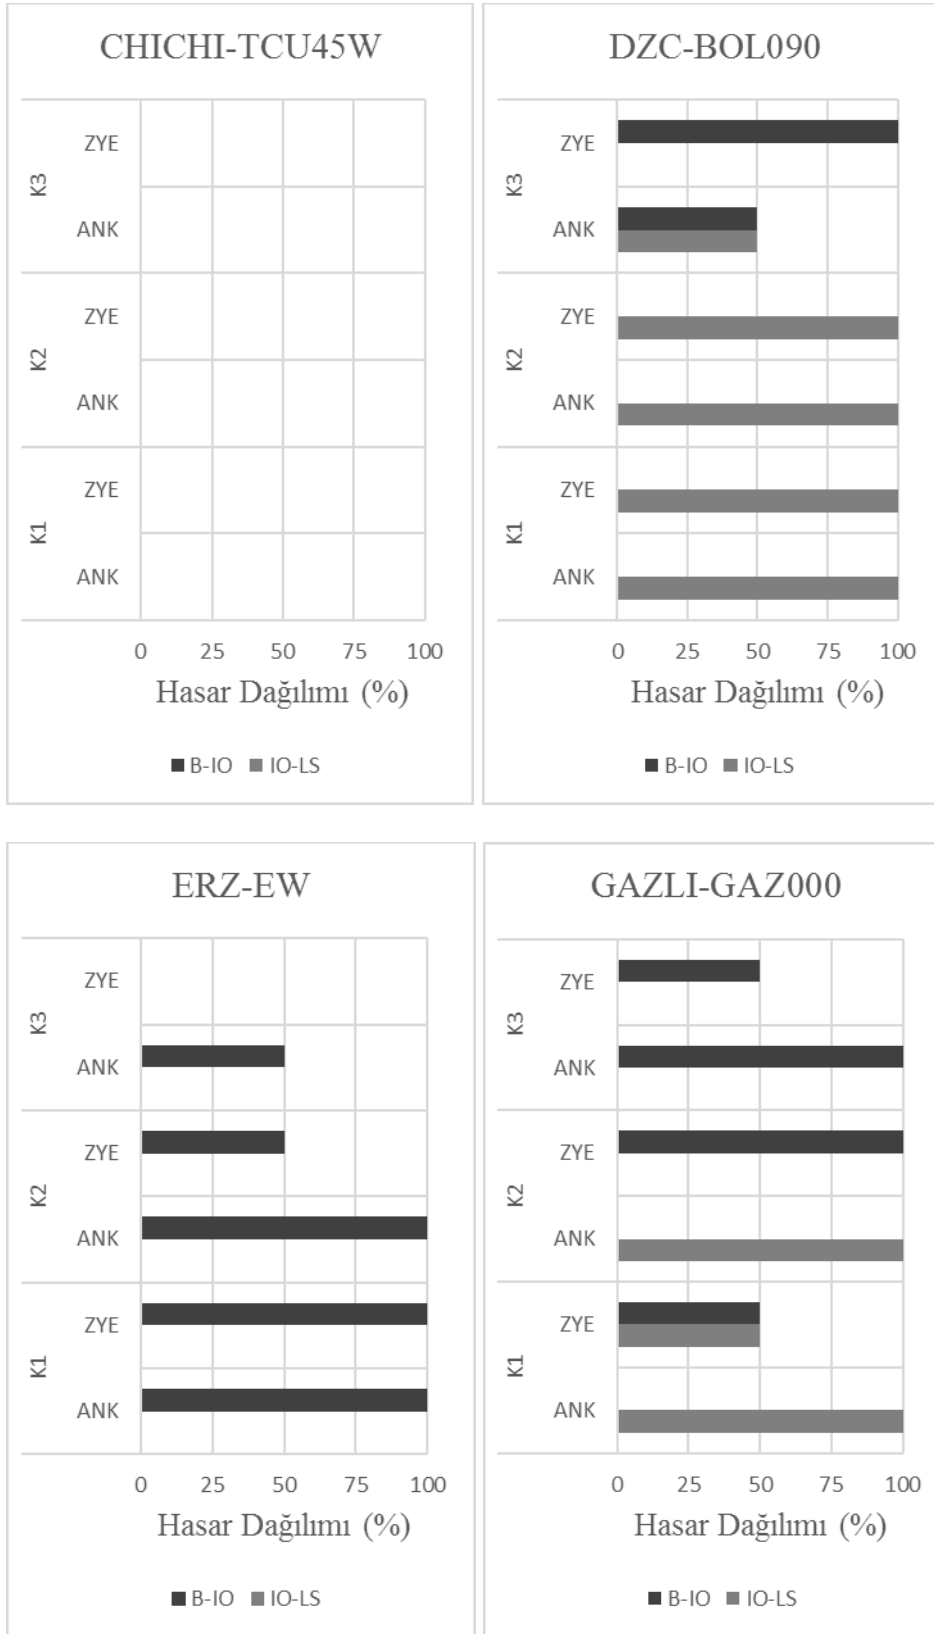 CHICHI-TCU45W
K3
ZYE
ANK
K2
ZYE
ANK
K1
ZYE
ANK
0 25 50 75 100
Hasar Dağılımı (%)
B-IO IO-LS
DZC-BOL090
K3
ZYE
ANK
K2
ZYE
ANK
K1
ZYE
ANK
0 25 50 75 100
Hasar Dağılımı (%)
B-IO IO-LS
ERZ-EW
K3
ZYE
ANK
K2
ZYE
ANK
K1
ZYE
ANK
0 25 50 75 100
Hasar Dağılımı (%)
B-IO IO-LS
GAZLI-GAZ000
K3
ZYE
ANK
K2
ZYE
ANK
K1
ZYE
ANK
0 25 50 75 100
Hasar Dağılımı (%)
B-IO IO-LS